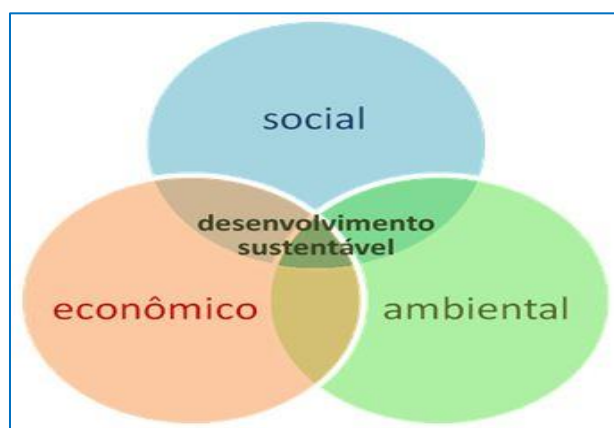 social
desenvolvimento
sustentável
econômico
ambiental